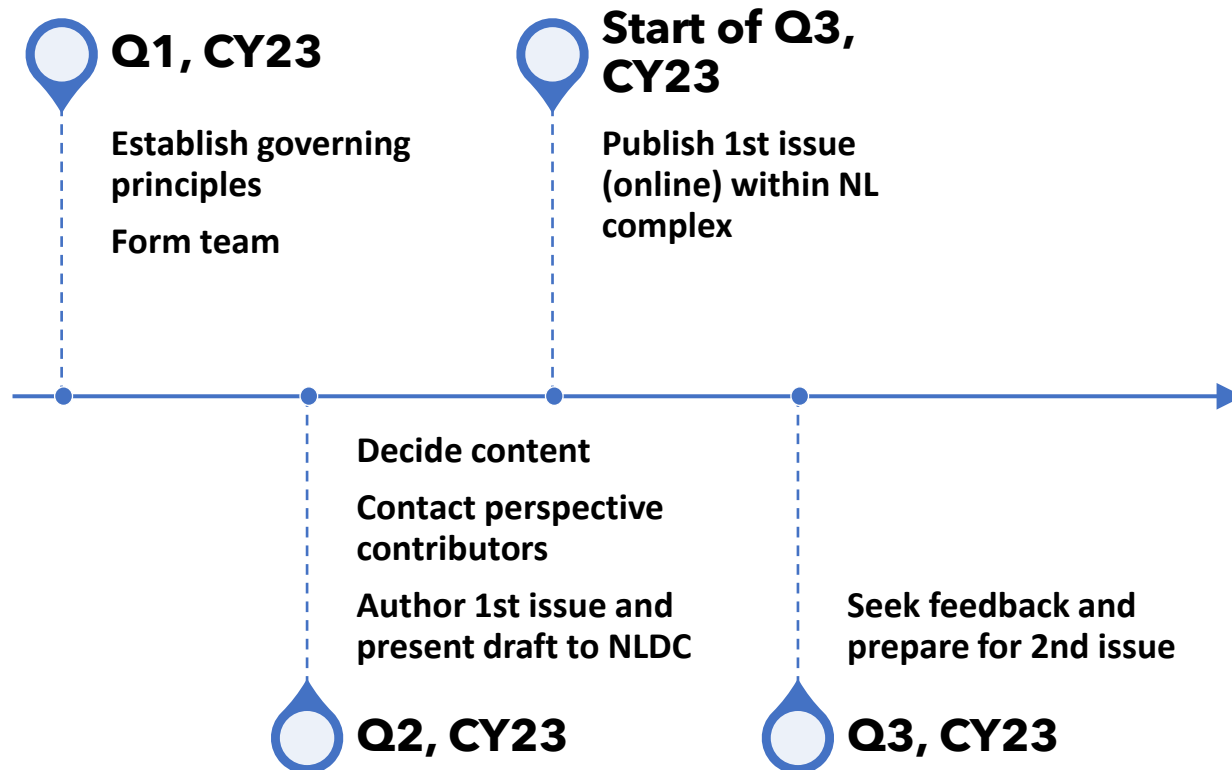 Q1, CY23
Establish governing
principles
Form team
Start of Q3,
CY23
Publish 1st issue
(online) within NL
complex
Decide content
Contact perspective
contributors
Author 1st issue and
present draft to NLDC
Q2, CY23
Seek feedback and
prepare for 2nd issue
Q3, CY23